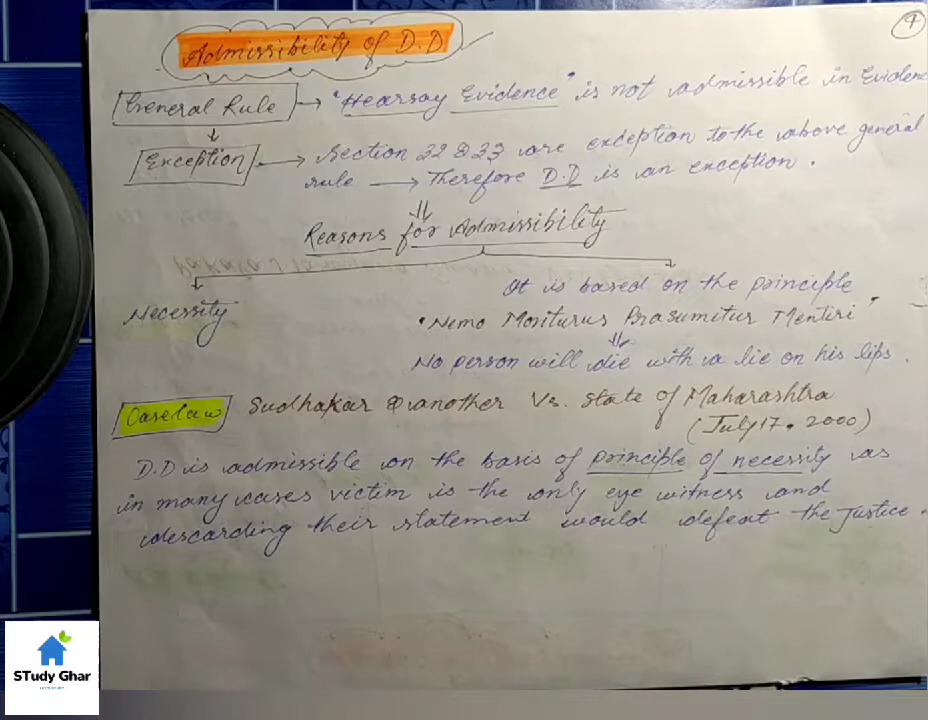 4
Admissibility of D.D
General Rule → "Hearsay Evidence" is not admissible in Evidenc
↓
Exception → Section 32 & 33 are exception to the above general
rule → Therefore D.D is an exception.
Reasons for Admissibility
It is based on the principle
Necessity
"Nemo Moriturus Prasumitur Mentiri"
No person will die with a lie on his lips.
Caselaw Sudhakar & another Vs. State of Maharashtra
(July 17, 2000)
D.D is admissible on the basis of principle of necessity as
in many cases victim is the only eye witness and
descarding their statement would defeat the Justice.
STudy Ghar